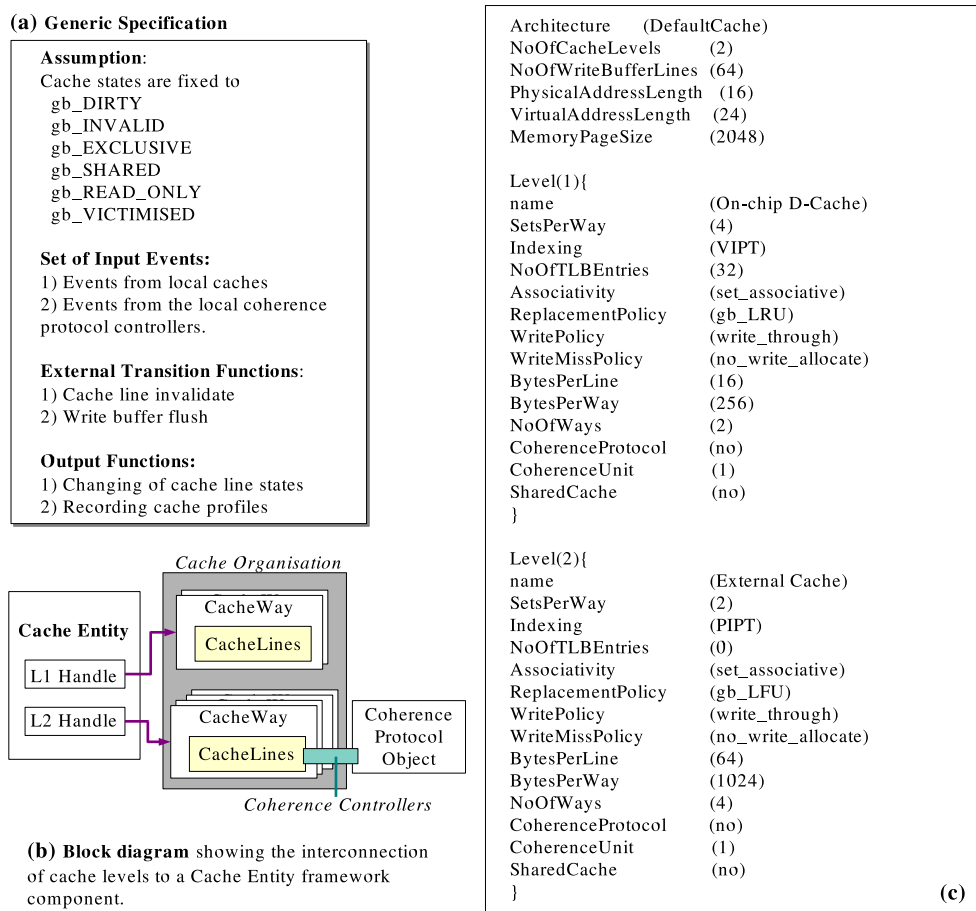 (a) Generic Specification
Assumption:
Cache states are fixed to
gb_DIRTY
gb_INVALID
gb_EXCLUSIVE
gb_SHARED
gb_READ_ONLY
gb_VICTIMISED
Set of Input Events:
1) Events from local caches
2) Events from the local coherence
protocol controllers.
External Transition Functions:
1) Cache line invalidate
2) Write buffer flush
Output Functions:
1) Changing of cache line states
2) Recording cache profiles
Cache Organisation
Cache Entity
L1 Handle
L2 Handle
CacheWay
CacheLines
CacheWay
CacheLines
Coherence
Protocol
Object
Coherence Controllers
(b) Block diagram showing the interconnection
of cache levels to a Cache Entity framework
component.
Architecture (DefaultCache)
NoOfCacheLevels (2)
NoOfWriteBufferLines (64)
PhysicalAddressLength (16)
VirtualAddressLength (24)
MemoryPageSize (2048)
Level(1){
name (On-chip D-Cache)
SetsPerWay (4)
Indexing (VIPT)
NoOfTLBEntries (32)
Associativity (set_associative)
ReplacementPolicy (gb_LRU)
WritePolicy (write_through)
WriteMissPolicy (no_write_allocate)
BytesPerLine (16)
BytesPerWay (256)
NoOfWays (2)
CoherenceProtocol (no)
CoherenceUnit (1)
SharedCache (no)
}
Level(2){
name (External Cache)
SetsPerWay (2)
Indexing (PIPT)
NoOfTLBEntries (0)
Associativity (set_associative)
ReplacementPolicy (gb_LFU)
WritePolicy (write_through)
WriteMissPolicy (no_write_allocate)
BytesPerLine (64)
BytesPerWay (1024)
NoOfWays (4)
CoherenceProtocol (no)
CoherenceUnit (1)
SharedCache (no)
}
(c)